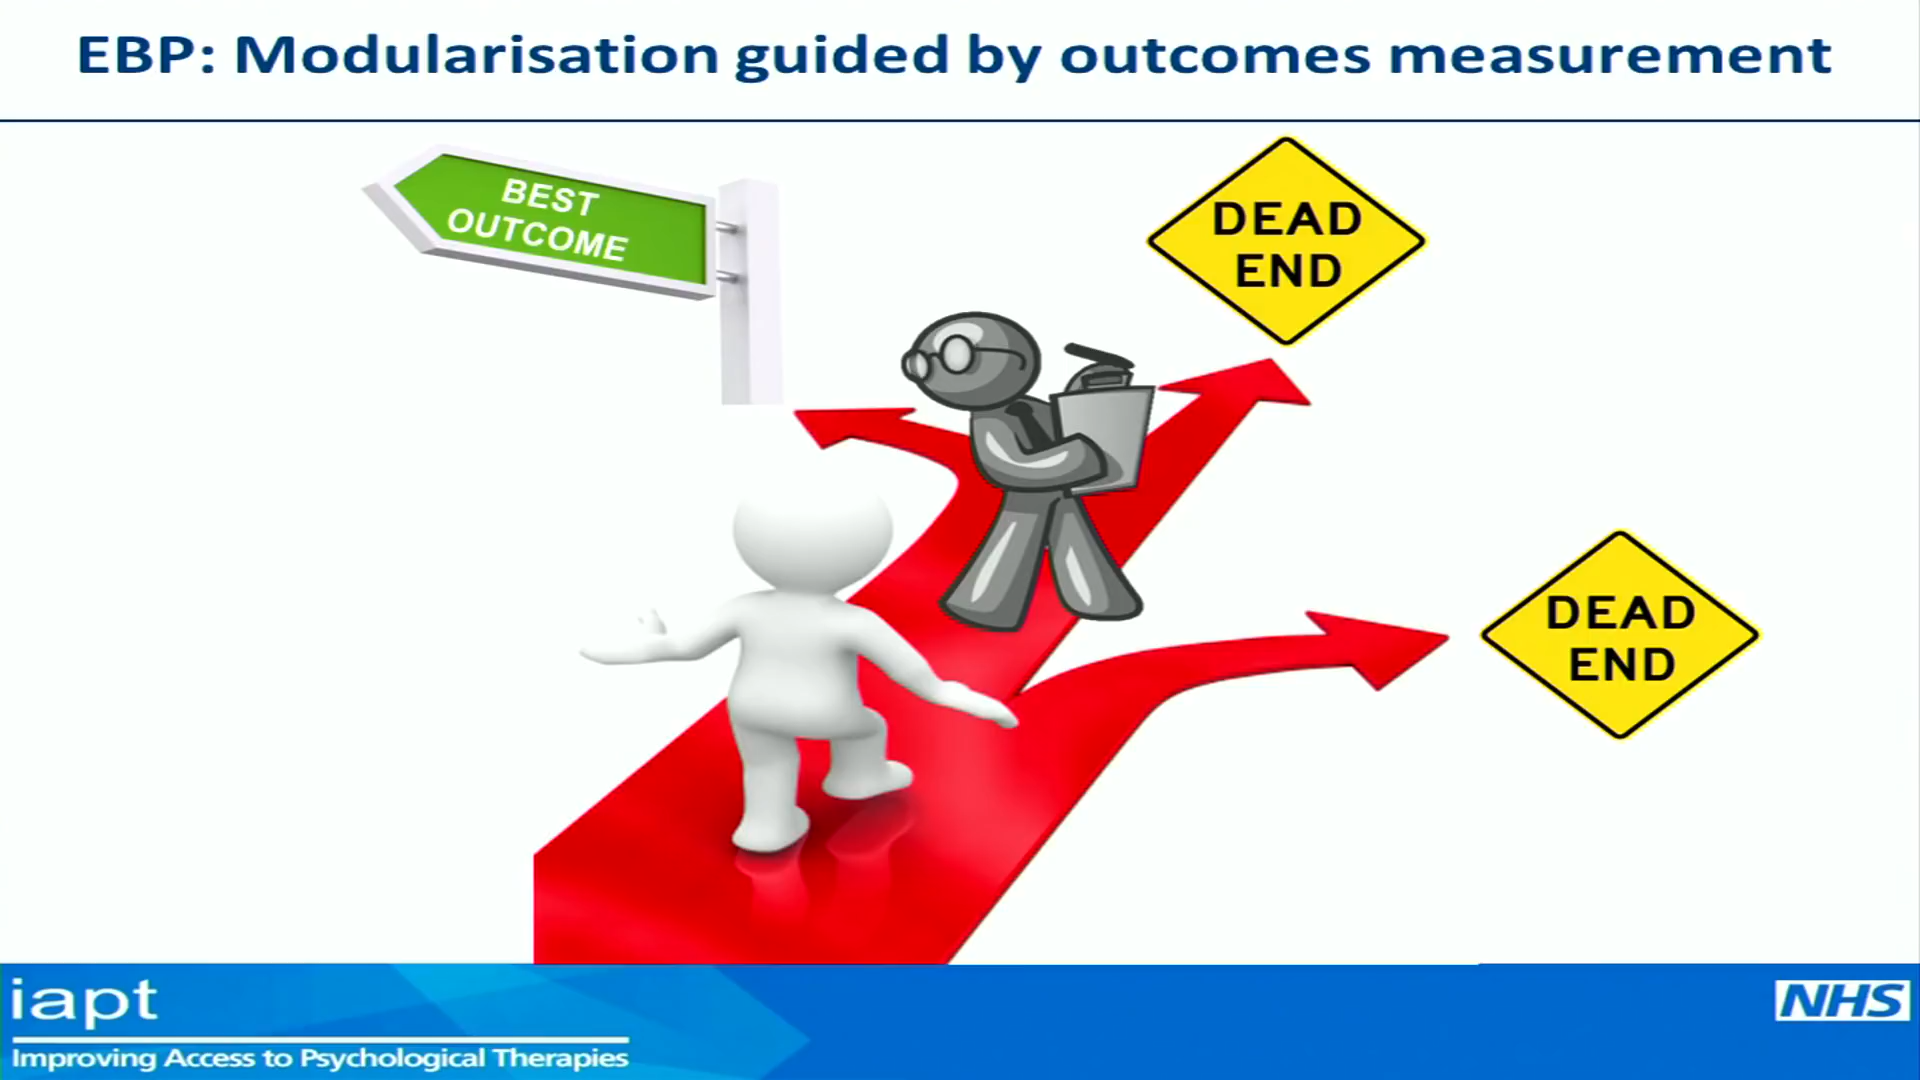 EBP: Modularisation guided by outcomes measurement
BEST
OUTCOME
DEAD
END
DEAD
END
iapt
Improving Access to Psychological Therapies
NHS